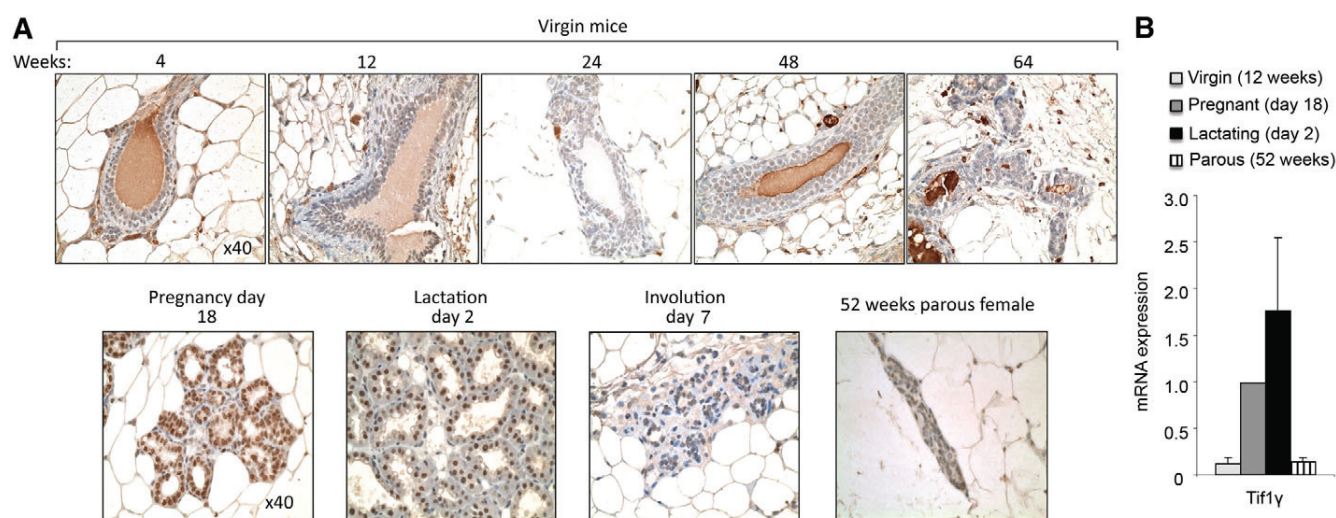 A
Virgin mice
Weeks: 4 12 24 48 64
x40
Pregnancy day
18
Lactation
day 2
Involution
day 7
52 weeks parous female
x40
B
Virgin (12 weeks)
Pregnant (day 18)
Lactating (day 2)
Parous (52 weeks)
3.0
2.5
2.0
1.5
1.0
0.5
0
mRNA expression
Tif1γ